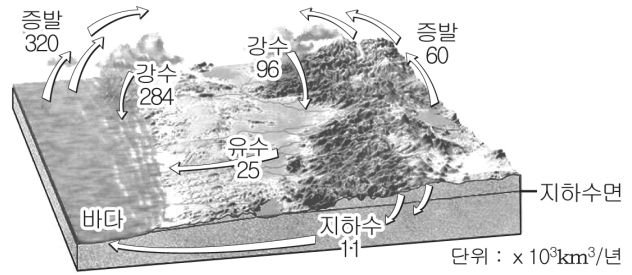 증발
320
강수
284
강수
96
증발
60
유수
25
바다
지하수
11
지하수면
단위 : x 10³km³/년